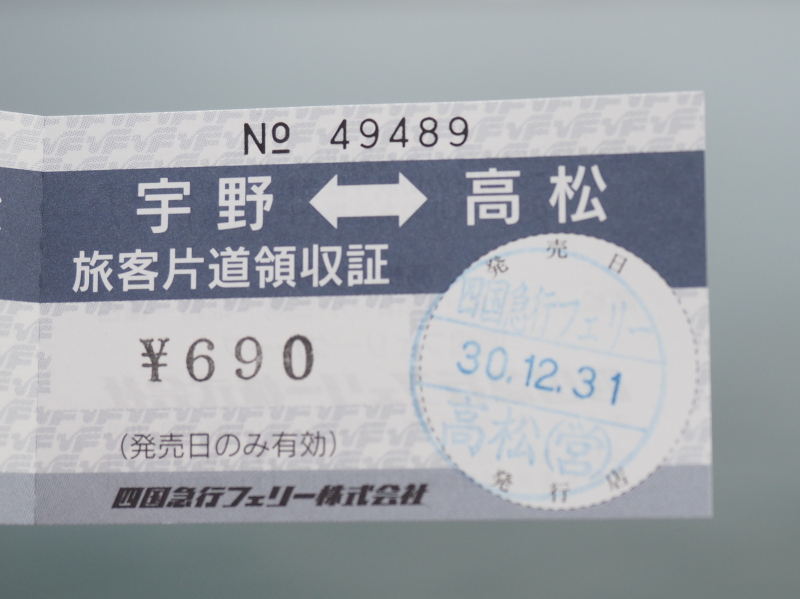 No 49489
宇野 ⟷ 高松
旅客片道領収証
¥690
(発売日のみ有効)
四国急行フェリー株式会社
発売日
四国急行フェリー
30.12.31
高松(営)
発行店